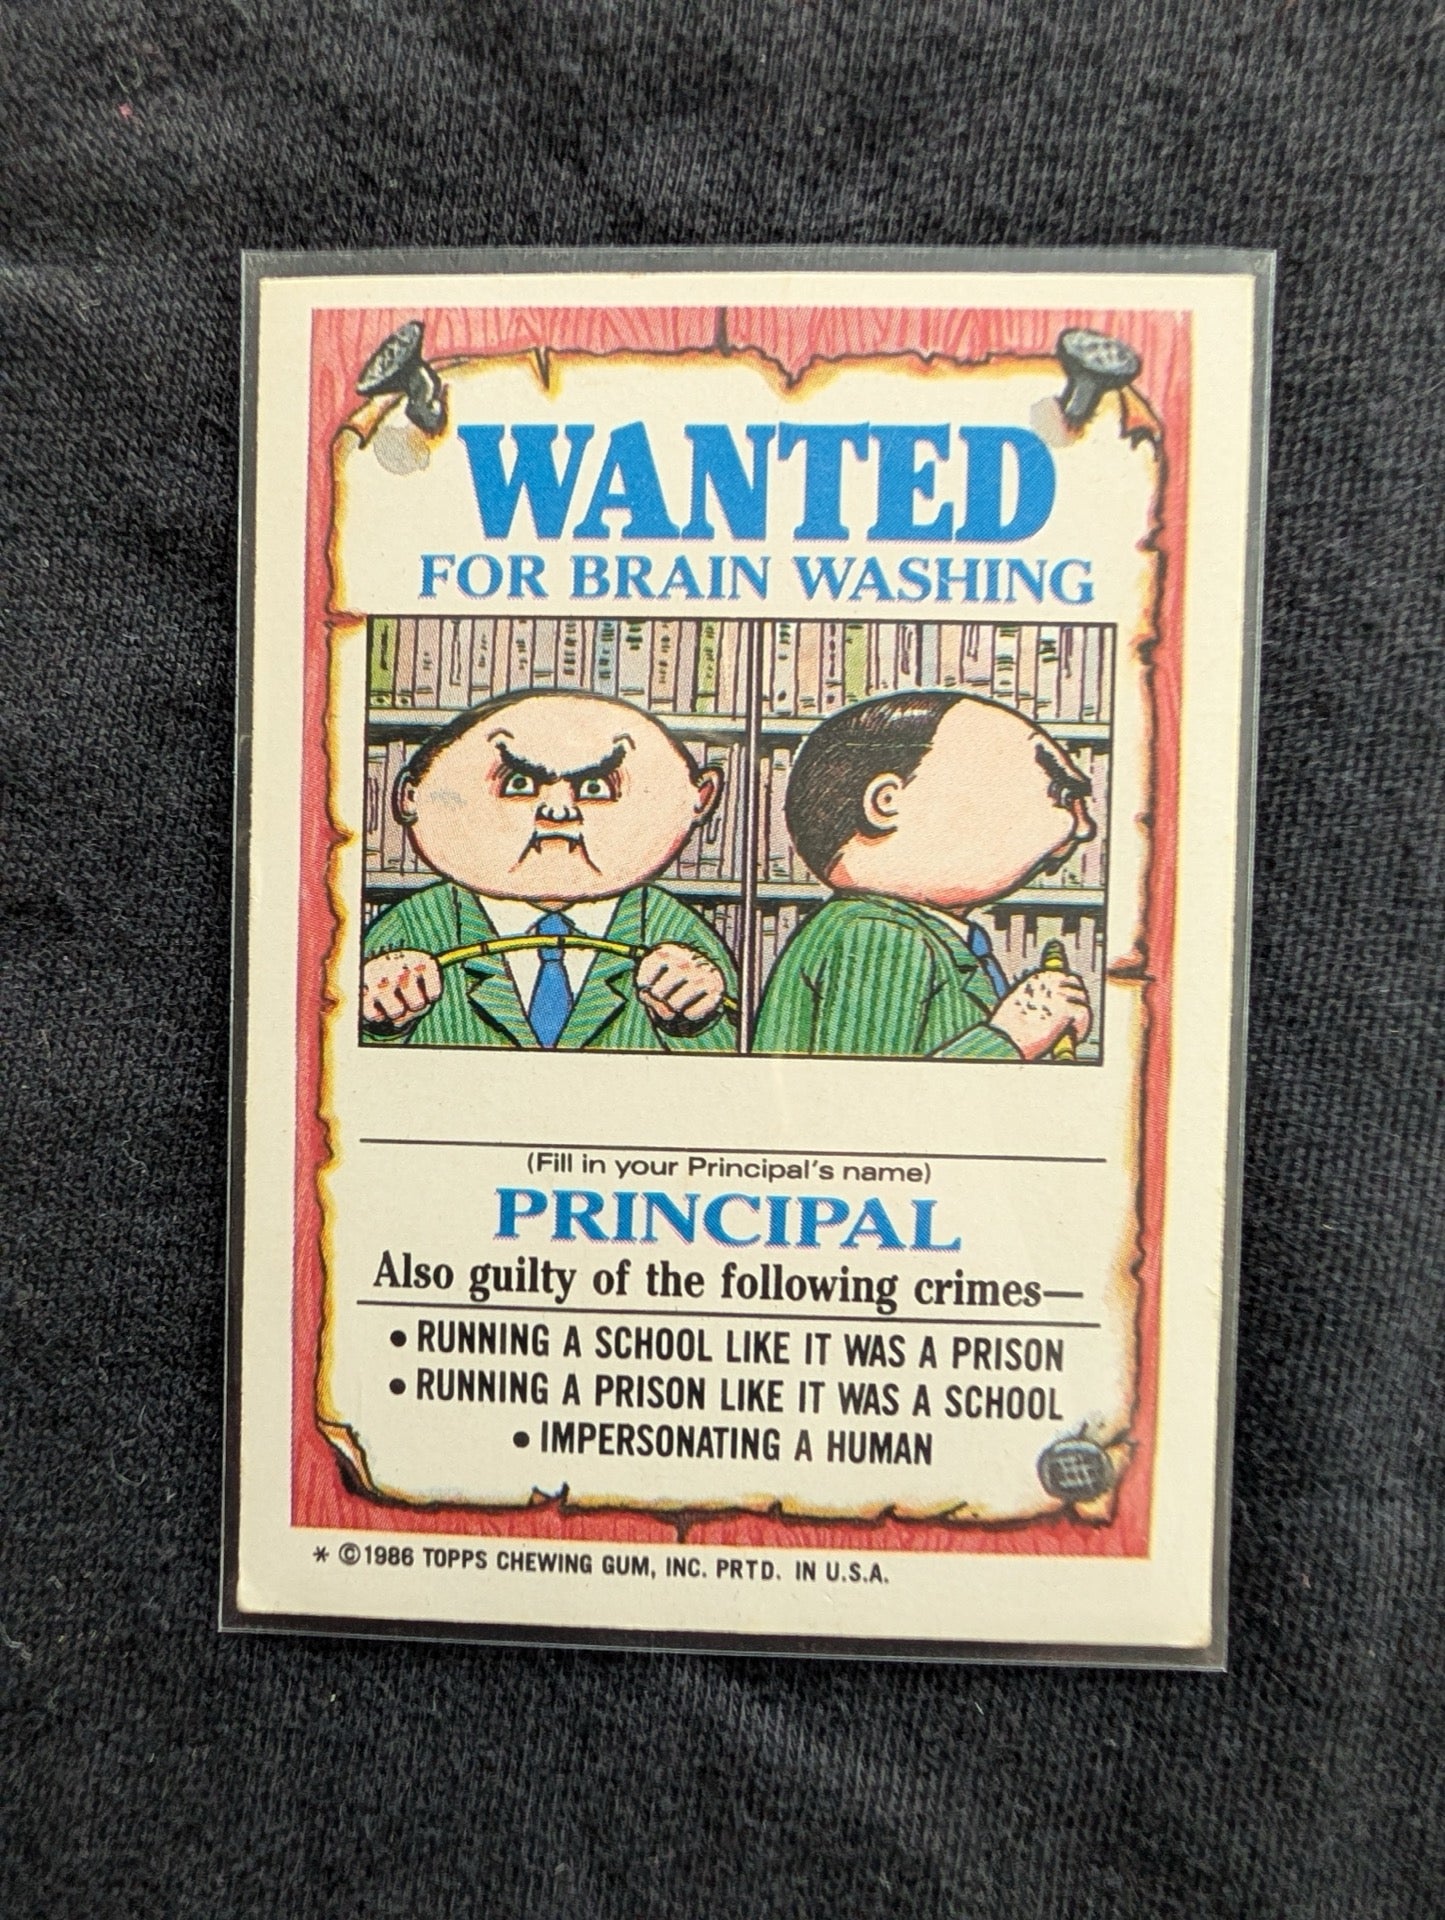 WANTED
FOR BRAIN WASHING
(Fill in your Principal's name)
PRINCIPAL
Also guilty of the following crimes—
• RUNNING A SCHOOL LIKE IT WAS A PRISON
• RUNNING A PRISON LIKE IT WAS A SCHOOL
• IMPERSONATING A HUMAN
* ©1986 TOPPS CHEWING GUM, INC. PRTD. IN U.S.A.